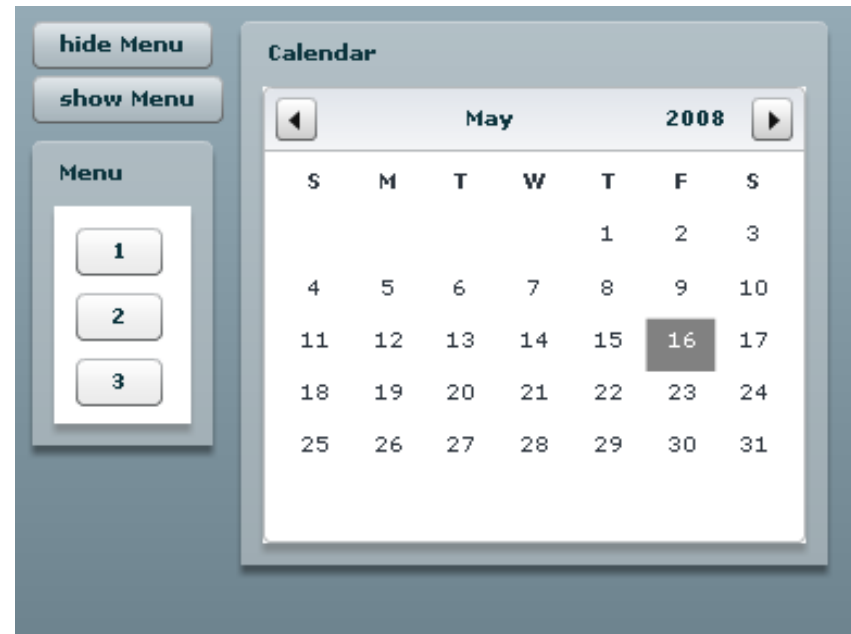 hide Menu
show Menu
Menu
1
2
3
Calendar
May 2008
S M T W T F S
1 2 3
4 5 6 7 8 9 10
11 12 13 14 15 16 17
18 19 20 21 22 23 24
25 26 27 28 29 30 31